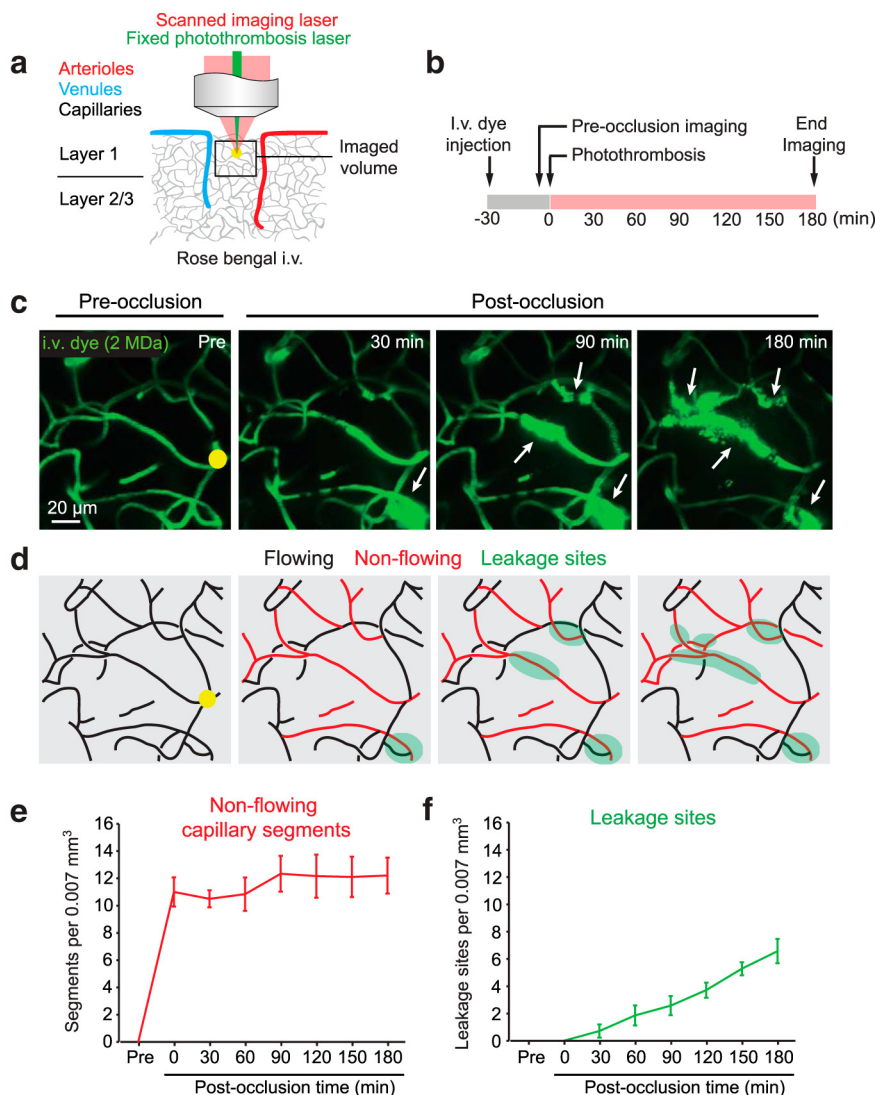 a
Scanned imaging laser
Fixed photothrombosis laser
Arterioles
Venules
Capillaries
Layer 1
Layer 2/3
Imaged
volume
Rose bengal i.v.
b
I.v. dye
injection
Pre-occlusion imaging
Photothrombosis
End
Imaging
-30 0 30 60 90 120 150 180 (min)
c
Pre-occlusion Post-occlusion
i.v. dye (2 MDa) Pre 30 min 90 min 180 min
20 µm
d
Flowing Non-flowing Leakage sites
e
Non-flowing
capillary segments
Segments per 0.007 mm³
16
14
12
10
8
6
4
2
0
Pre 0 30 60 90 120 150 180
Post-occlusion time (min)
f
Leakage sites
Leakage sites per 0.007 mm³
16
14
12
10
8
6
4
2
0
Pre 0 30 60 90 120 150 180
Post-occlusion time (min)